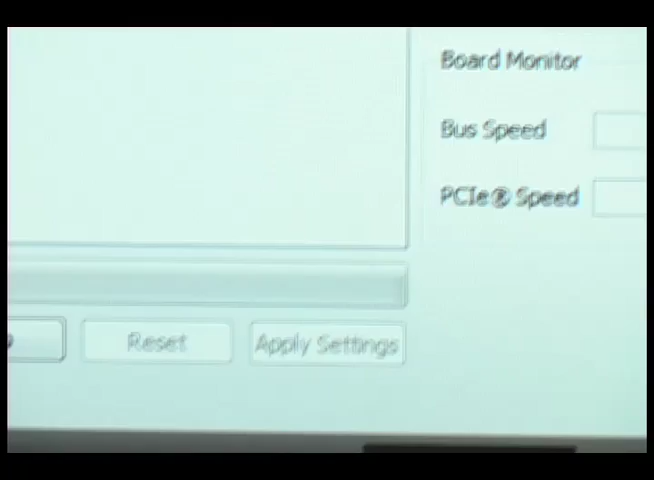 Board Monitor
Bus Speed
PCIe® Speed
Reset
Apply Settings